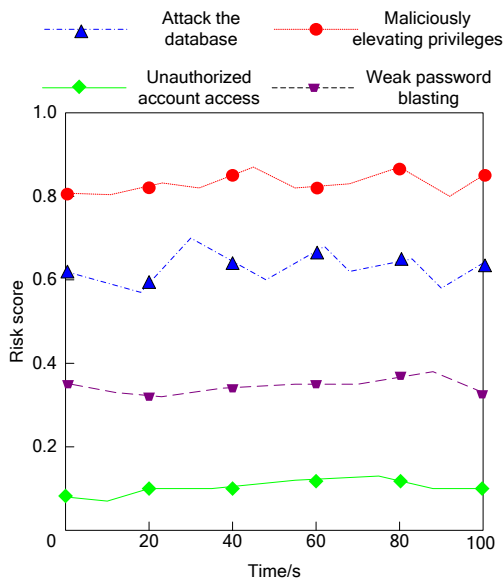 Attack the
database
Maliciously
elevating privileges
Unauthorized
account access
Weak password
blasting
1.0
0.8
0.6
0.4
0.2
0
0
20
40
60
80
100
Risk score
Time/s